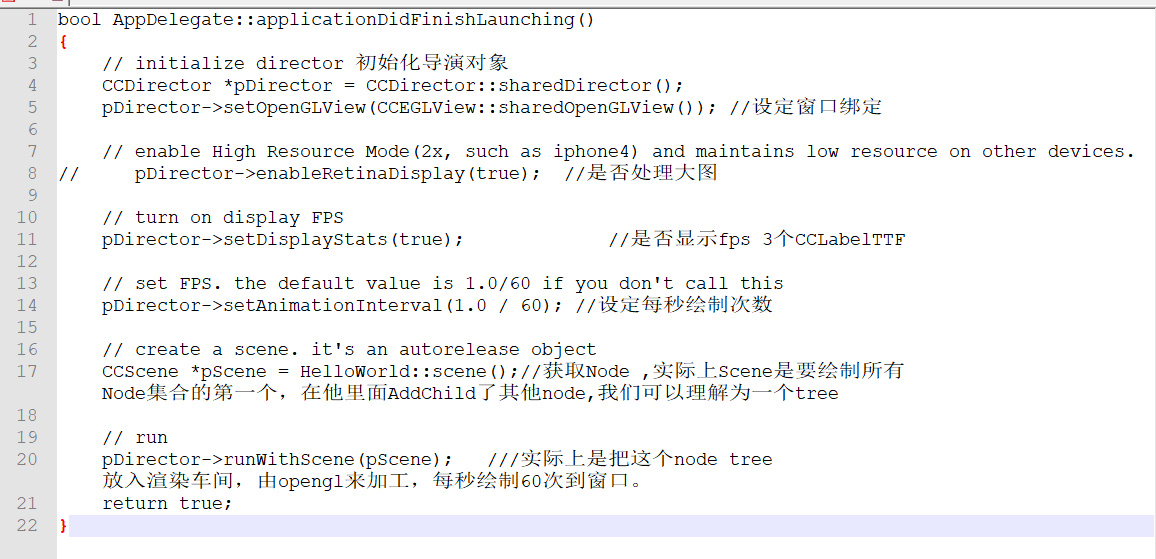 1 bool AppDelegate::applicationDidFinishLaunching()
2 {
3     // initialize director 初始化导演对象
4     CCDirector *pDirector = CCDirector::sharedDirector();
5     pDirector->setOpenGLView(CCEGLView::sharedOpenGLView()); //设定窗口绑定
6
7     // enable High Resource Mode(2x, such as iphone4) and maintains low resource on other devices.
8 //     pDirector->enableRetinaDisplay(true);  //是否处理大图
9
10     // turn on display FPS
11     pDirector->setDisplayStats(true);             //是否显示fps 3个CCLabelTTF
12
13     // set FPS. the default value is 1.0/60 if you don't call this
14     pDirector->setAnimationInterval(1.0 / 60); //设定每秒绘制次数
15
16     // create a scene. it's an autorelease object
17     CCScene *pScene = HelloWorld::scene();//获取Node ,实际上Scene是要绘制所有
    Node集合的第一个，在他里面AddChild了其他node,我们可以理解为一个tree
18
19     // run
20     pDirector->runWithScene(pScene);   ///实际上是把这个node tree
    放入渲染车间，由opengl来加工，每秒绘制60次到窗口。
21     return true;
22 }